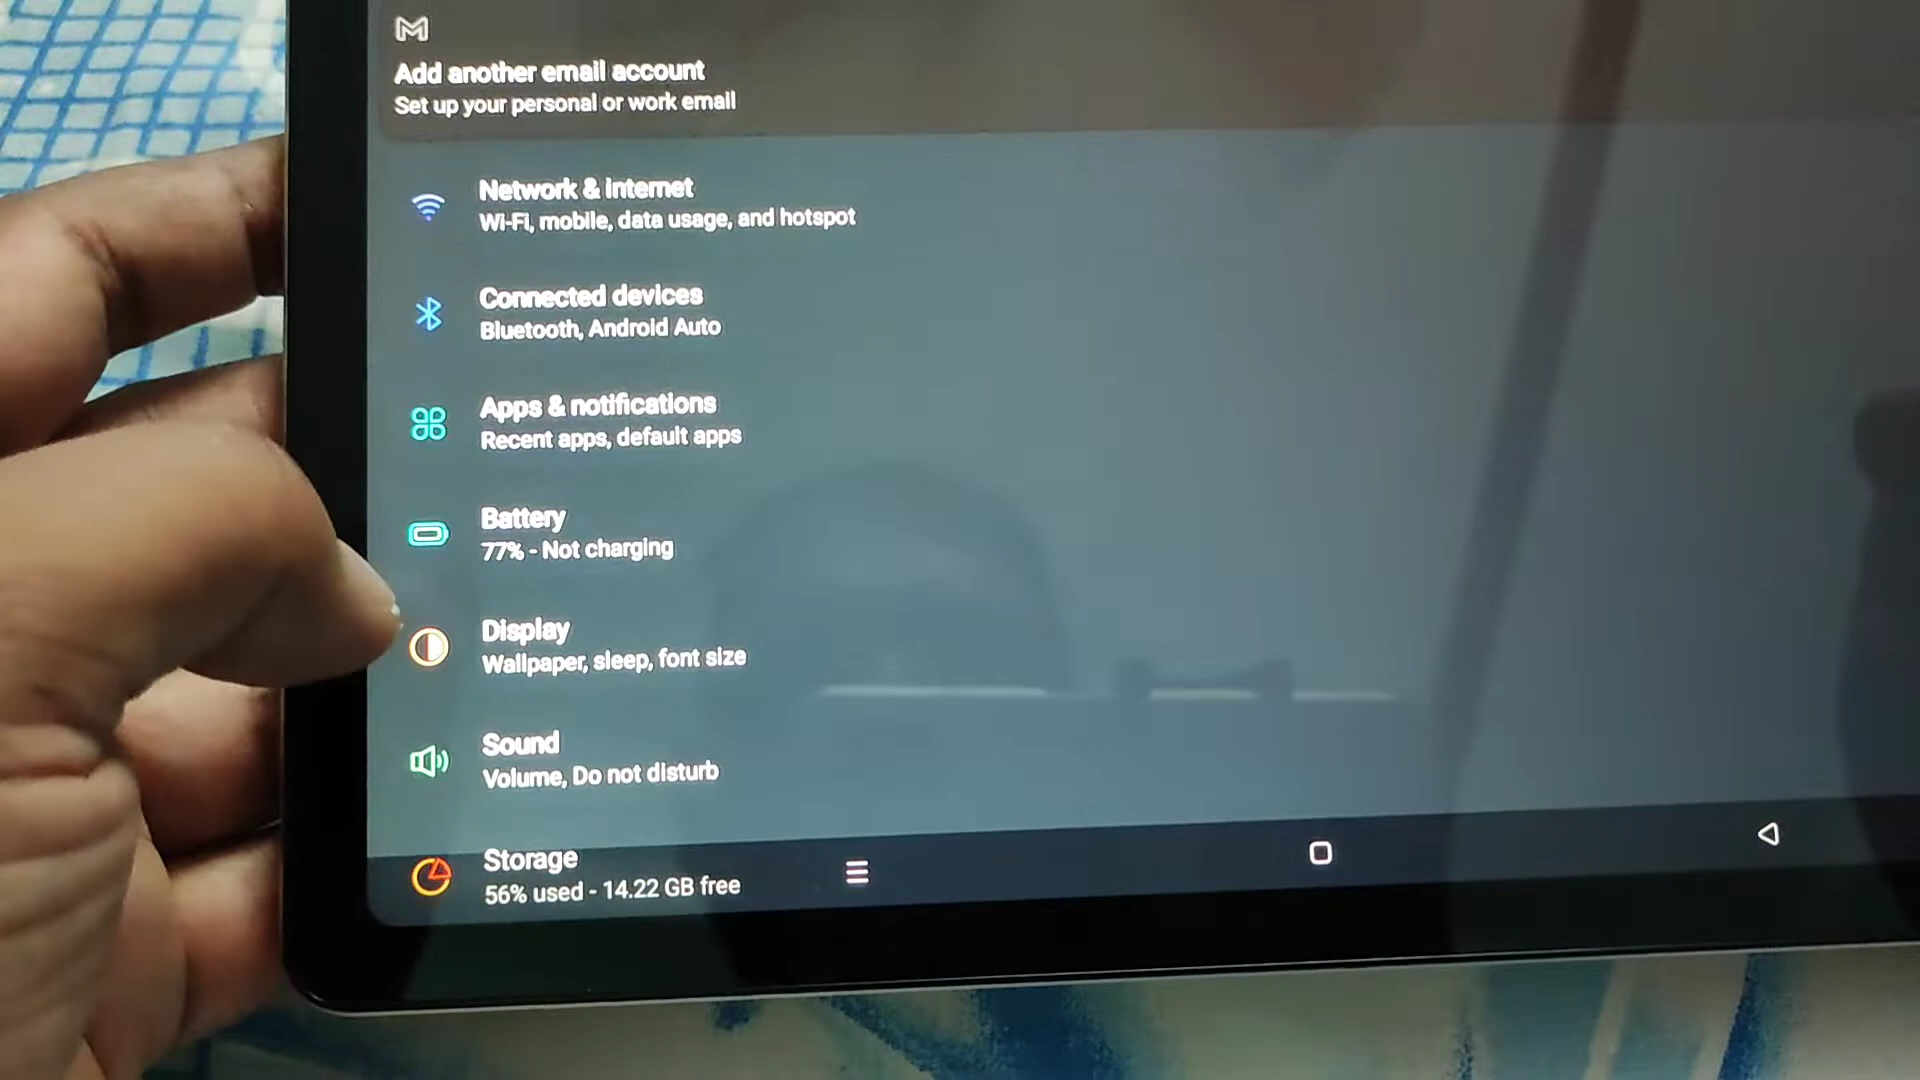 Add another email account
Set up your personal or work email
Network & internet
Wi-Fi, mobile, data usage, and hotspot
Connected devices
Bluetooth, Android Auto
Apps & notifications
Recent apps, default apps
Battery
77% - Not charging
Display
Wallpaper, sleep, font size
Sound
Volume, Do not disturb
Storage
56% used - 14.22 GB free